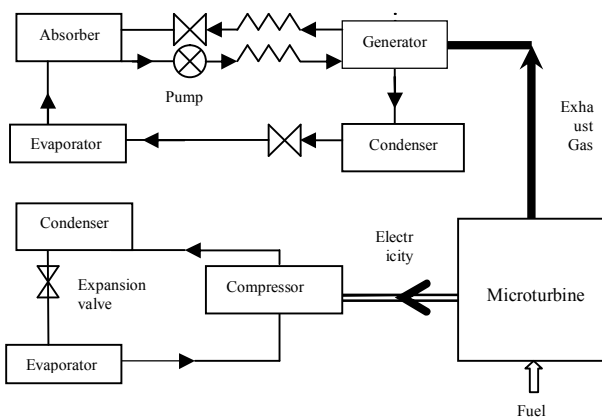 Absorber
Generator
Pump
Exha
ust
Gas
Evaporator
Condenser
Condenser
Electr
icity
Expansion
valve
Compressor
Microturbine
Evaporator
Fuel